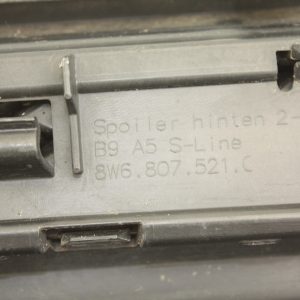 Spoiler hinten 2-
B9 A5 S-Line
8W6.807.521.C